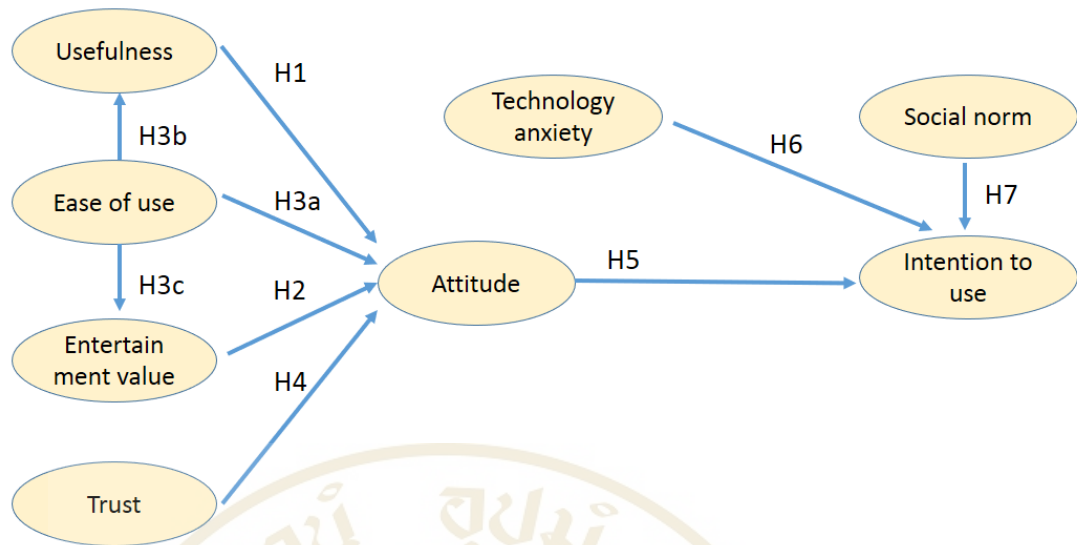 Usefulness
H1
Technology
anxiety
Social norm
H3b
H6
Ease of use
H3a
H7
H3c
H2
Attitude
H5
Intention to
use
Entertain
ment value
H4
Trust